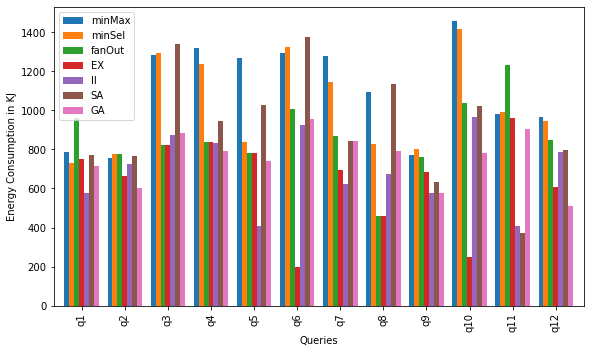 minMax
minSel
fanOut
EX
II
SA
GA
Energy Consumption in KJ
1400
1200
1000
800
600
400
200
0
q1 q2 q3 q4 q5 q6 q7 q8 q9 q10 q11 q12
Queries